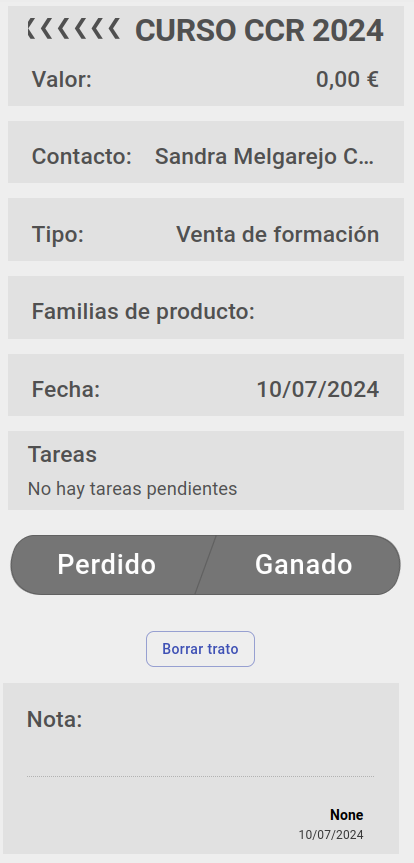 CURSO CCR 2024
Valor: 0,00 €
Contacto: Sandra Melgarejo C...
Tipo: Venta de formación
Familias de producto:
Fecha: 10/07/2024
Tareas
No hay tareas pendientes
Perdido Ganado
Borrar trato
Nota:
None
10/07/2024